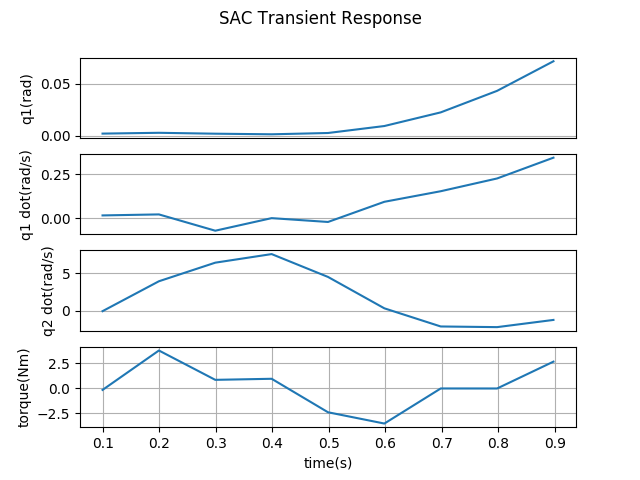 SAC Transient Response
q1(rad)
0.05
0.00
q1 dot(rad/s)
0.25
0.00
q2 dot(rad/s)
5
0
torque(Nm)
2.5
0.0
−2.5
0.1 0.2 0.3 0.4 0.5 0.6 0.7 0.8 0.9
time(s)